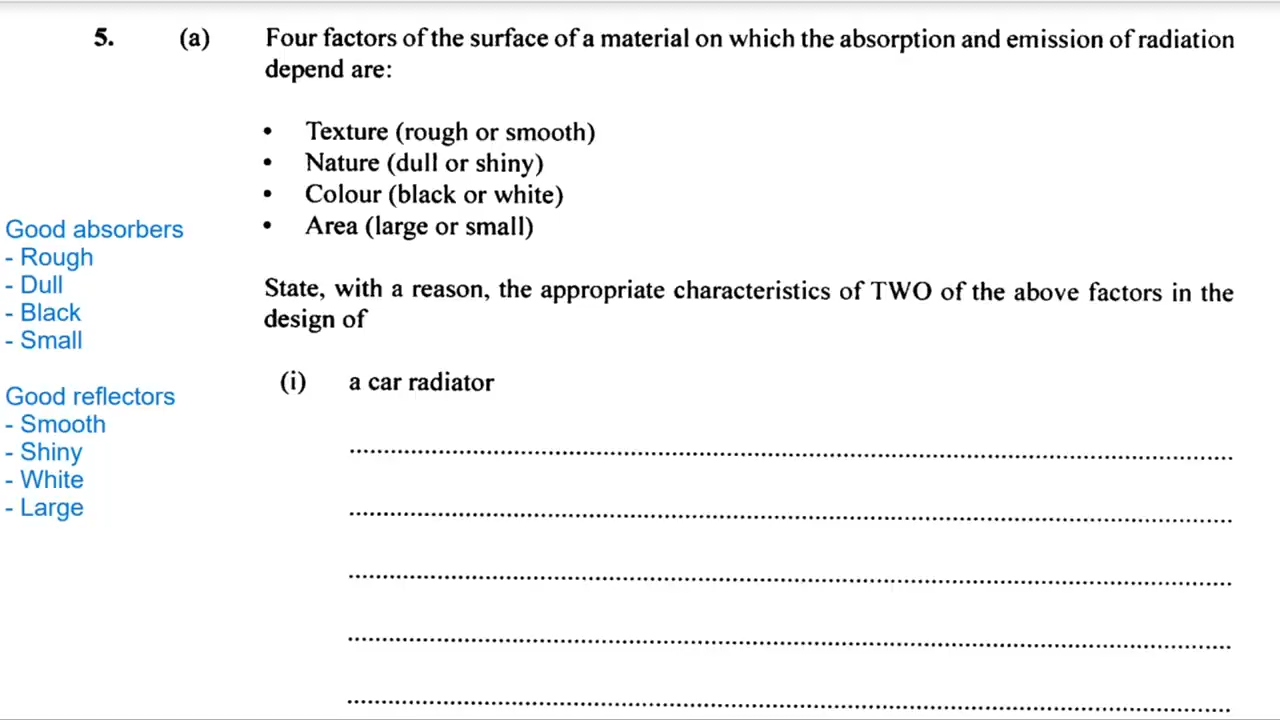 5. (a) Four factors of the surface of a material on which the absorption and emission of radiation
depend are:
• Texture (rough or smooth)
• Nature (dull or shiny)
• Colour (black or white)
• Area (large or small)
Good absorbers
- Rough
- Dull
- Black
- Small
State, with a reason, the appropriate characteristics of TWO of the above factors in the
design of
Good reflectors
- Smooth
- Shiny
- White
- Large
(i) a car radiator